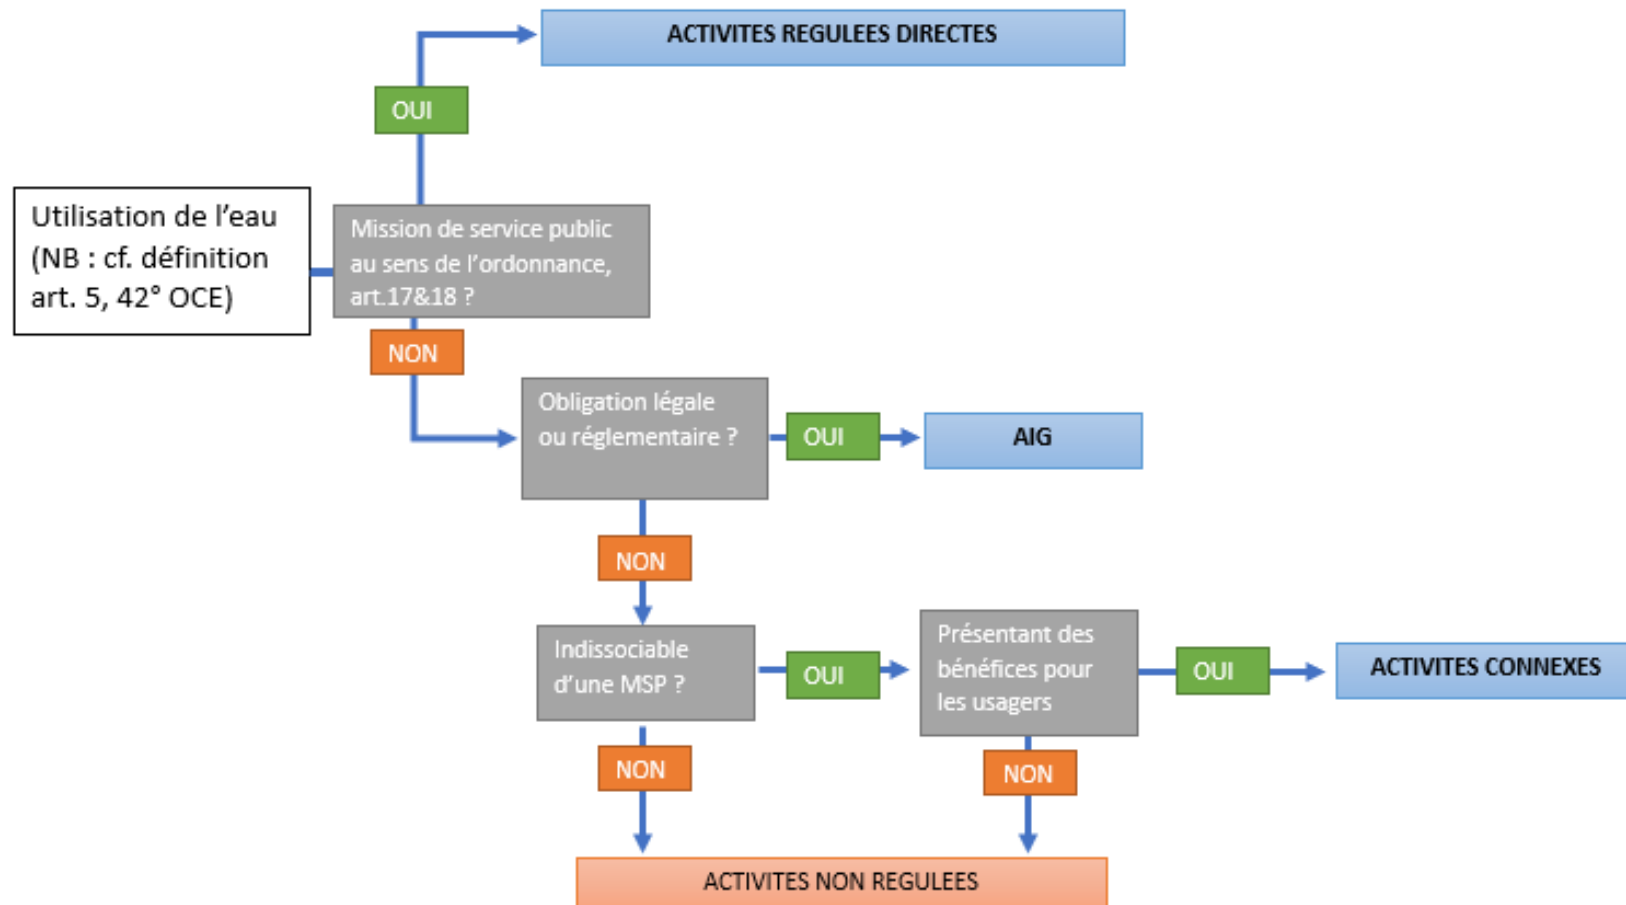 ACTIVITES REGULEES DIRECTES
OUI
Utilisation de l’eau
(NB : cf. définition
art. 5, 42° OCE)
Mission de service public
au sens de l’ordonnance,
art.17&18 ?
NON
Obligation légale
ou réglementaire ?
OUI
AIG
NON
Indissociable
d’une MSP ?
OUI
Présentant des
bénéfices pour
les usagers
OUI
ACTIVITES CONNEXES
NON
NON
ACTIVITES NON REGULEES